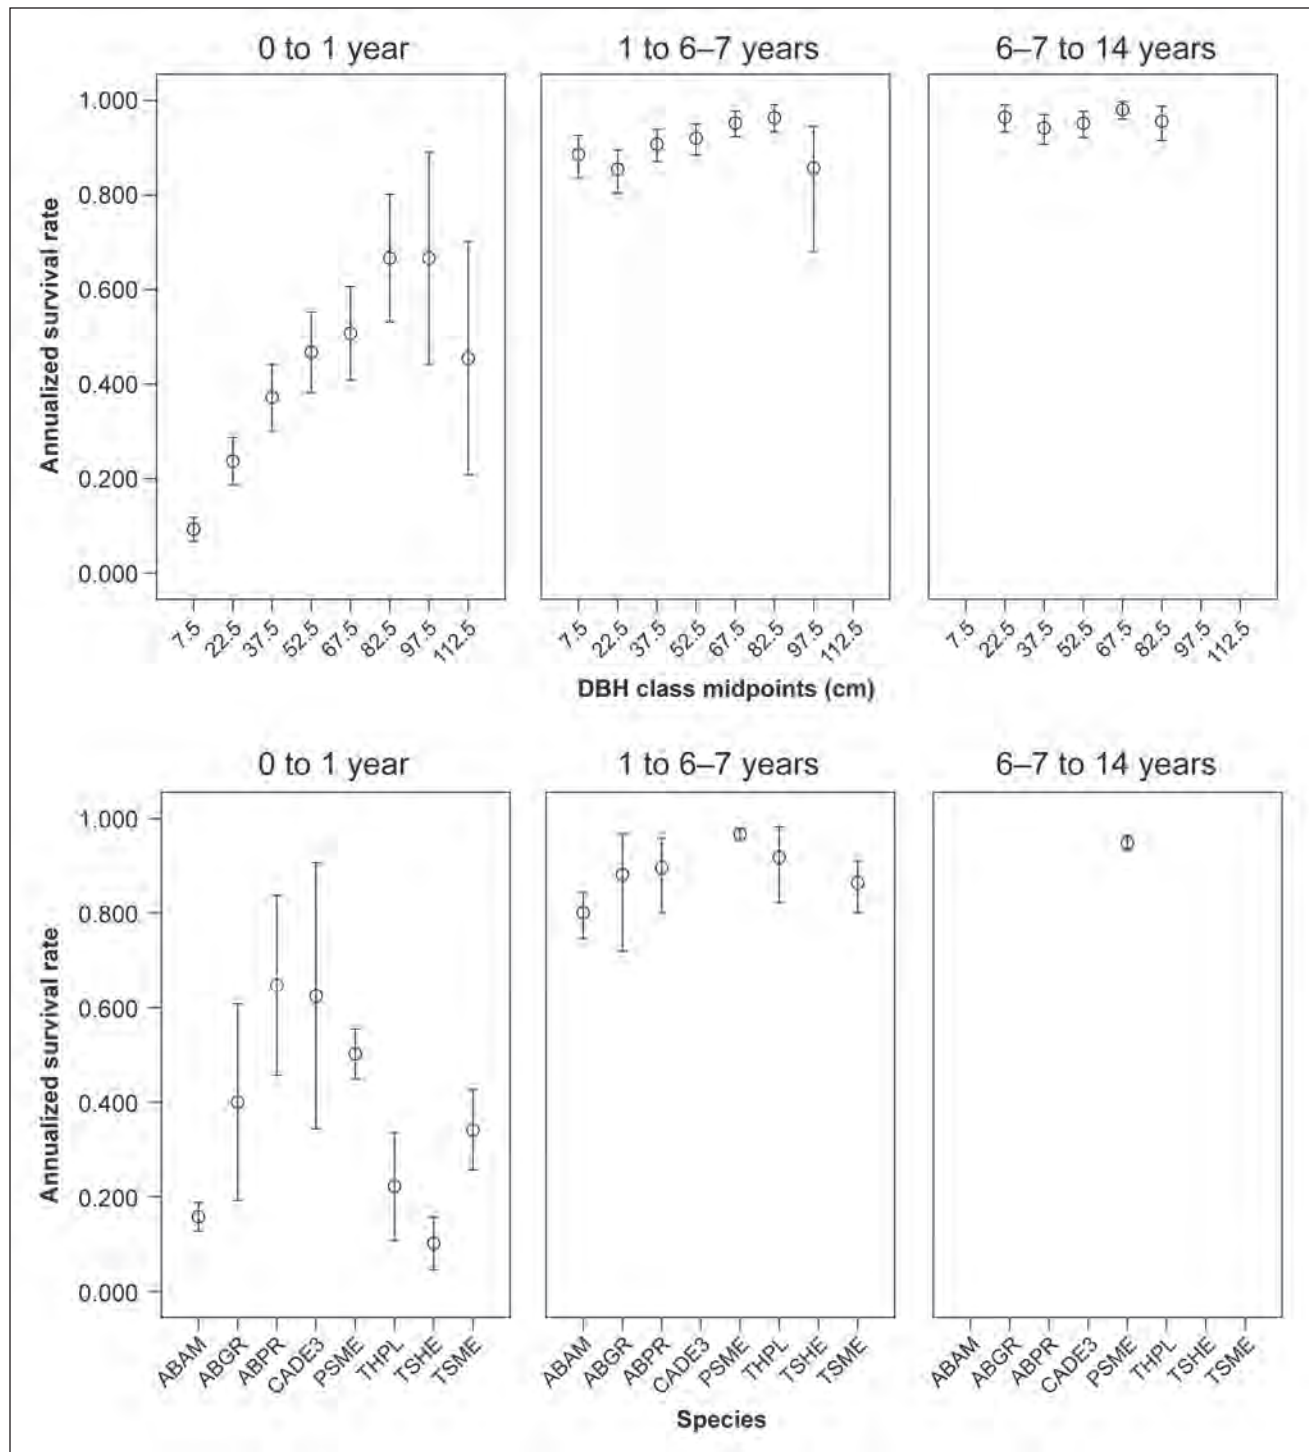 0 to 1 year 1 to 6–7 years 6–7 to 14 years
Annualized survival rate
1.000
0.800
0.600
0.400
0.200
0.000
7.5 22.5 37.5 52.5 67.5 82.5 97.5 112.5 7.5 22.5 37.5 52.5 67.5 82.5 97.5 112.5 7.5 22.5 37.5 52.5 67.5 82.5 97.5 112.5
DBH class midpoints (cm)
0 to 1 year 1 to 6–7 years 6–7 to 14 years
Annualized survival rate
1.000
0.800
0.600
0.400
0.200
0.000
ABAM ABGR ABPR CADE3 PSME THPL TSHE TSME ABAM ABGR ABPR CADE3 PSME THPL TSHE TSME ABAM ABGR ABPR CADE3 PSME THPL TSHE TSME
Species